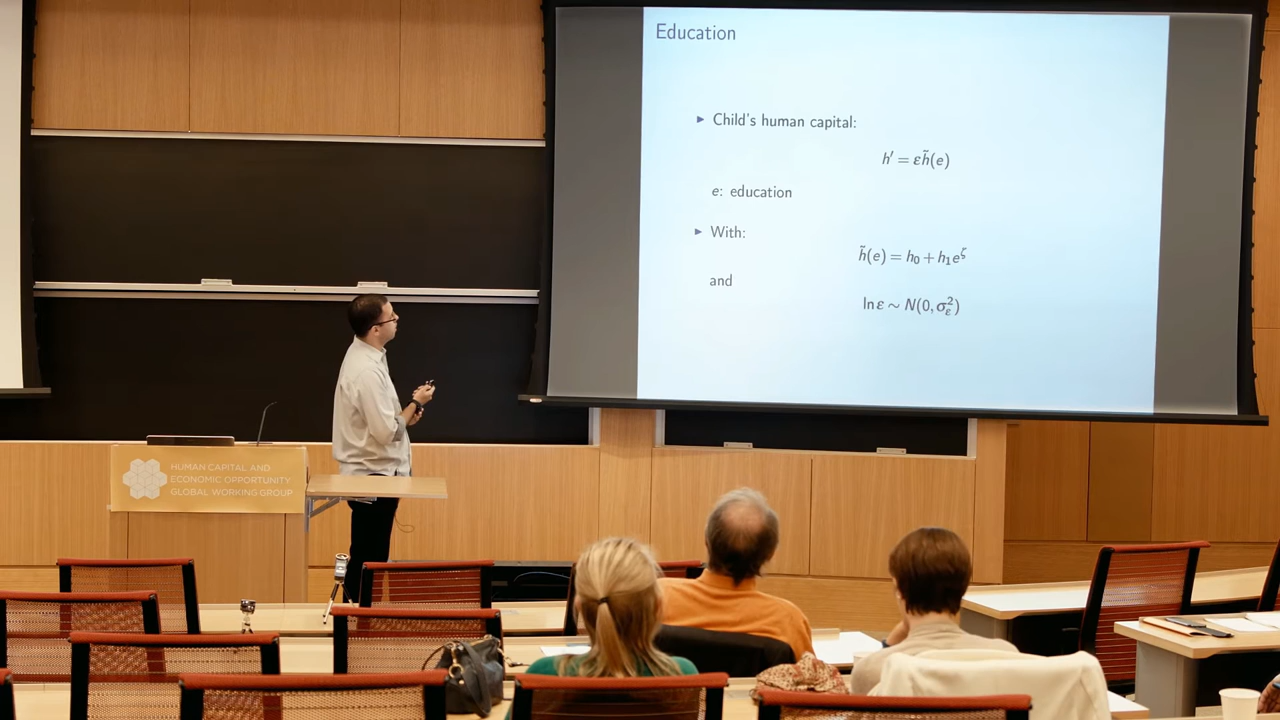 Education
▸ Child's human capital:
h′ = εh̃(e)
e: education
▸ With:
h̃(e) = h₀ + h₁e^ζ
and
ln ε ∼ N(0, σ_ε²)
HUMAN CAPITAL AND
ECONOMIC OPPORTUNITY
GLOBAL WORKING GROUP